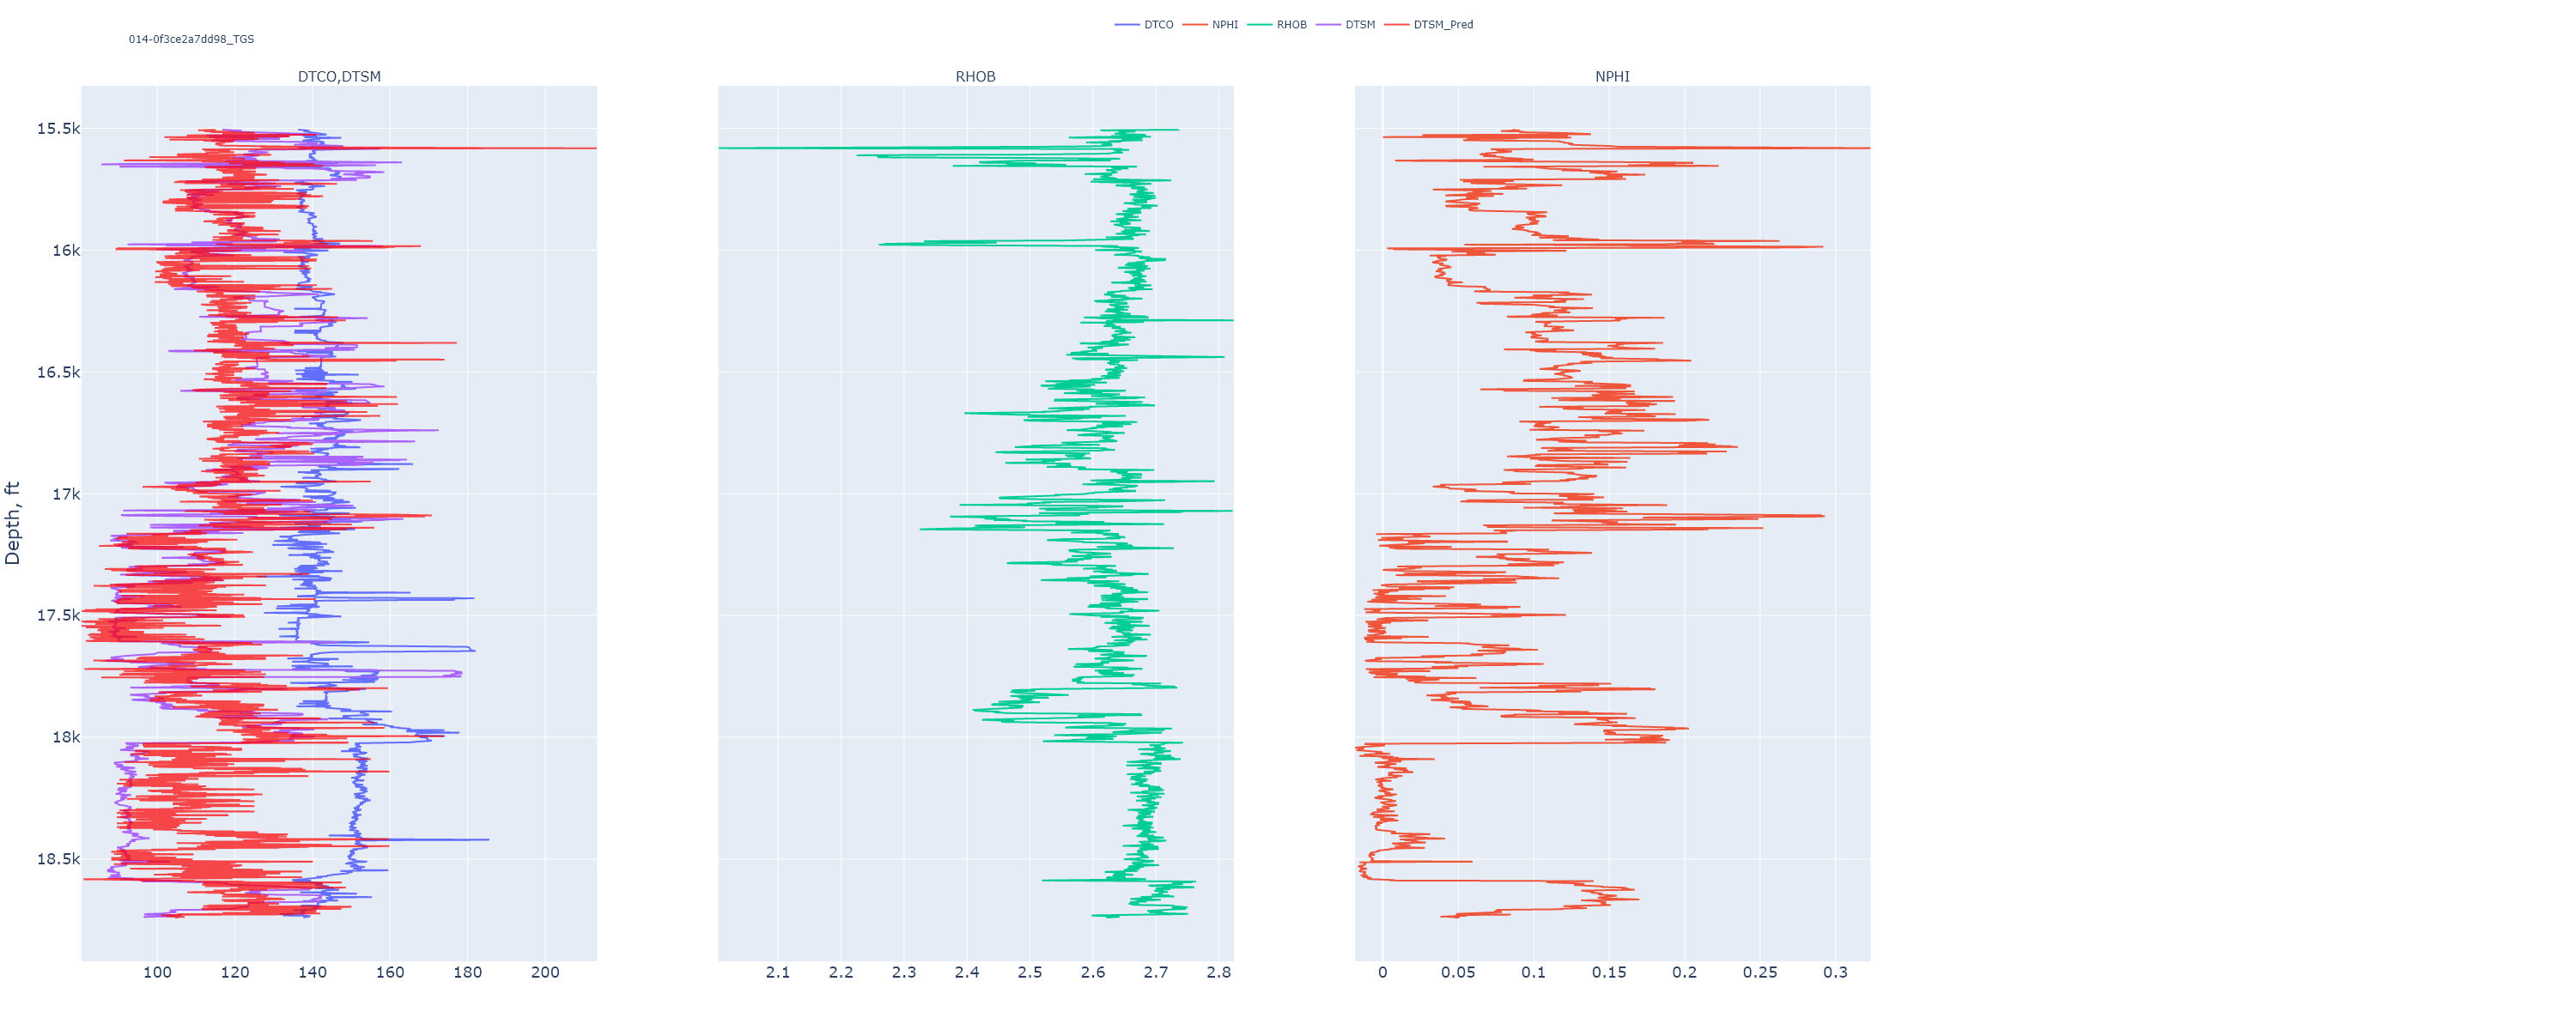 DTCO NPHI RHOB DTSM DTSM_Pred
014-0f3ce2a7dd98_TGS
DTCO,DTSM RHOB NPHI
15.5k
16k
16.5k
17k
Depth, ft
17.5k
18k
18.5k
100 120 140 160 180 200 2.1 2.2 2.3 2.4 2.5 2.6 2.7 2.8 0 0.05 0.1 0.15 0.2 0.25 0.3